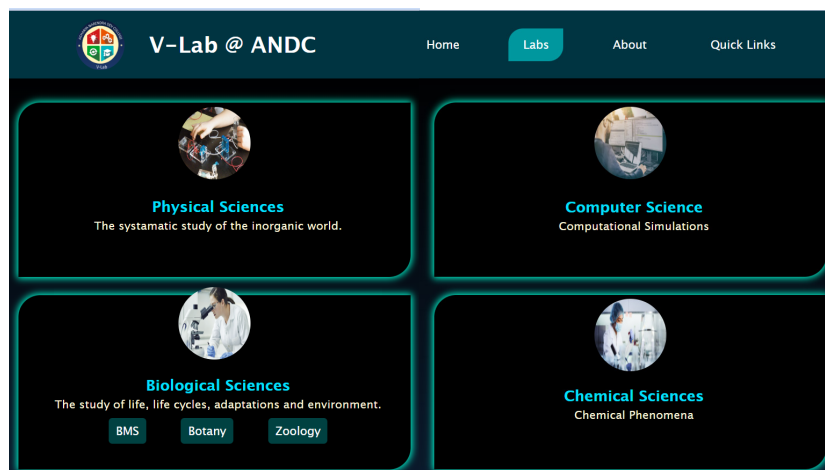 V-Lab @ ANDC
Home
Labs
About
Quick Links
Physical Sciences
The systamatic study of the inorganic world.
Computer Science
Computational Simulations
Biological Sciences
The study of life, life cycles, adaptations and environment.
BMS
Botany
Zoology
Chemical Sciences
Chemical Phenomena